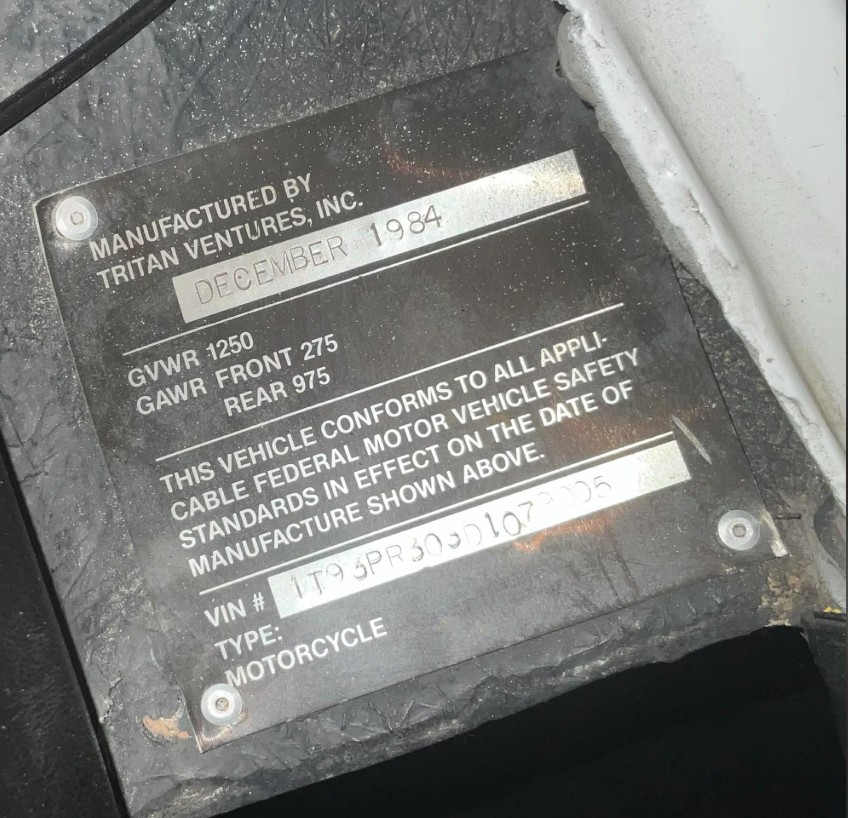 MANUFACTURED BY
TRITAN VENTURES, INC.
DECEMBER 1984
GVWR 1250
GAWR FRONT 275
REAR 975
THIS VEHICLE CONFORMS TO ALL APPLI-
CABLE FEDERAL MOTOR VEHICLE SAFETY
STANDARDS IN EFFECT ON THE DATE OF
MANUFACTURE SHOWN ABOVE.
VIN #
TYPE:
MOTORCYCLE